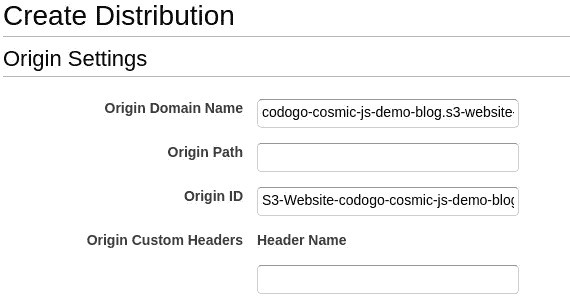 Create Distribution
Origin Settings
Origin Domain Name codogo-cosmic-js-demo-blog.s3-website-
Origin Path
Origin ID S3-Website-codogo-cosmic-js-demo-blog
Origin Custom Headers Header Name